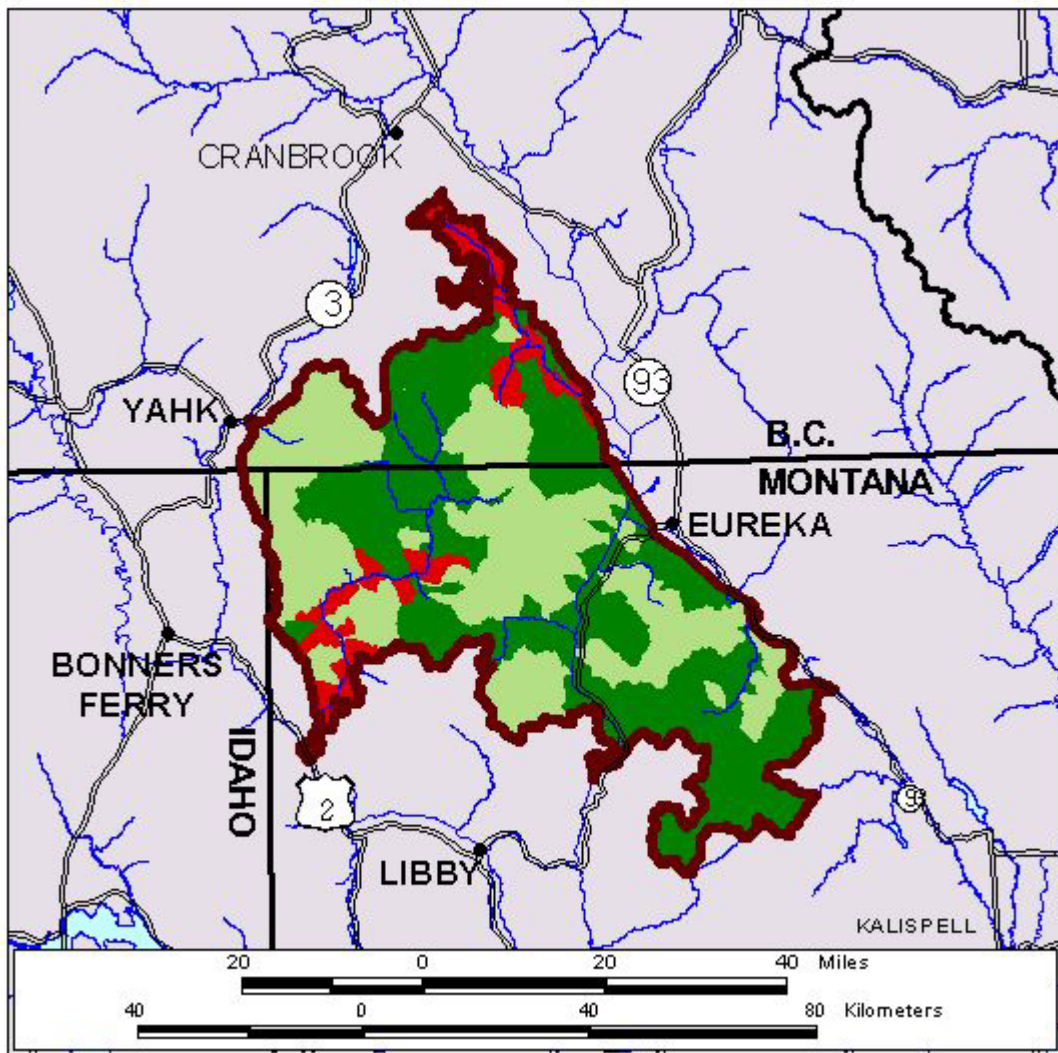 CRANBROOK
3
93
YAHK
B.C.
MONTANA
EUREKA
BONNERS
FERRY
IDAHO
2
9
LIBBY
KALISPELL
20 0 20 40 Miles
40 0 40 80 Kilometers